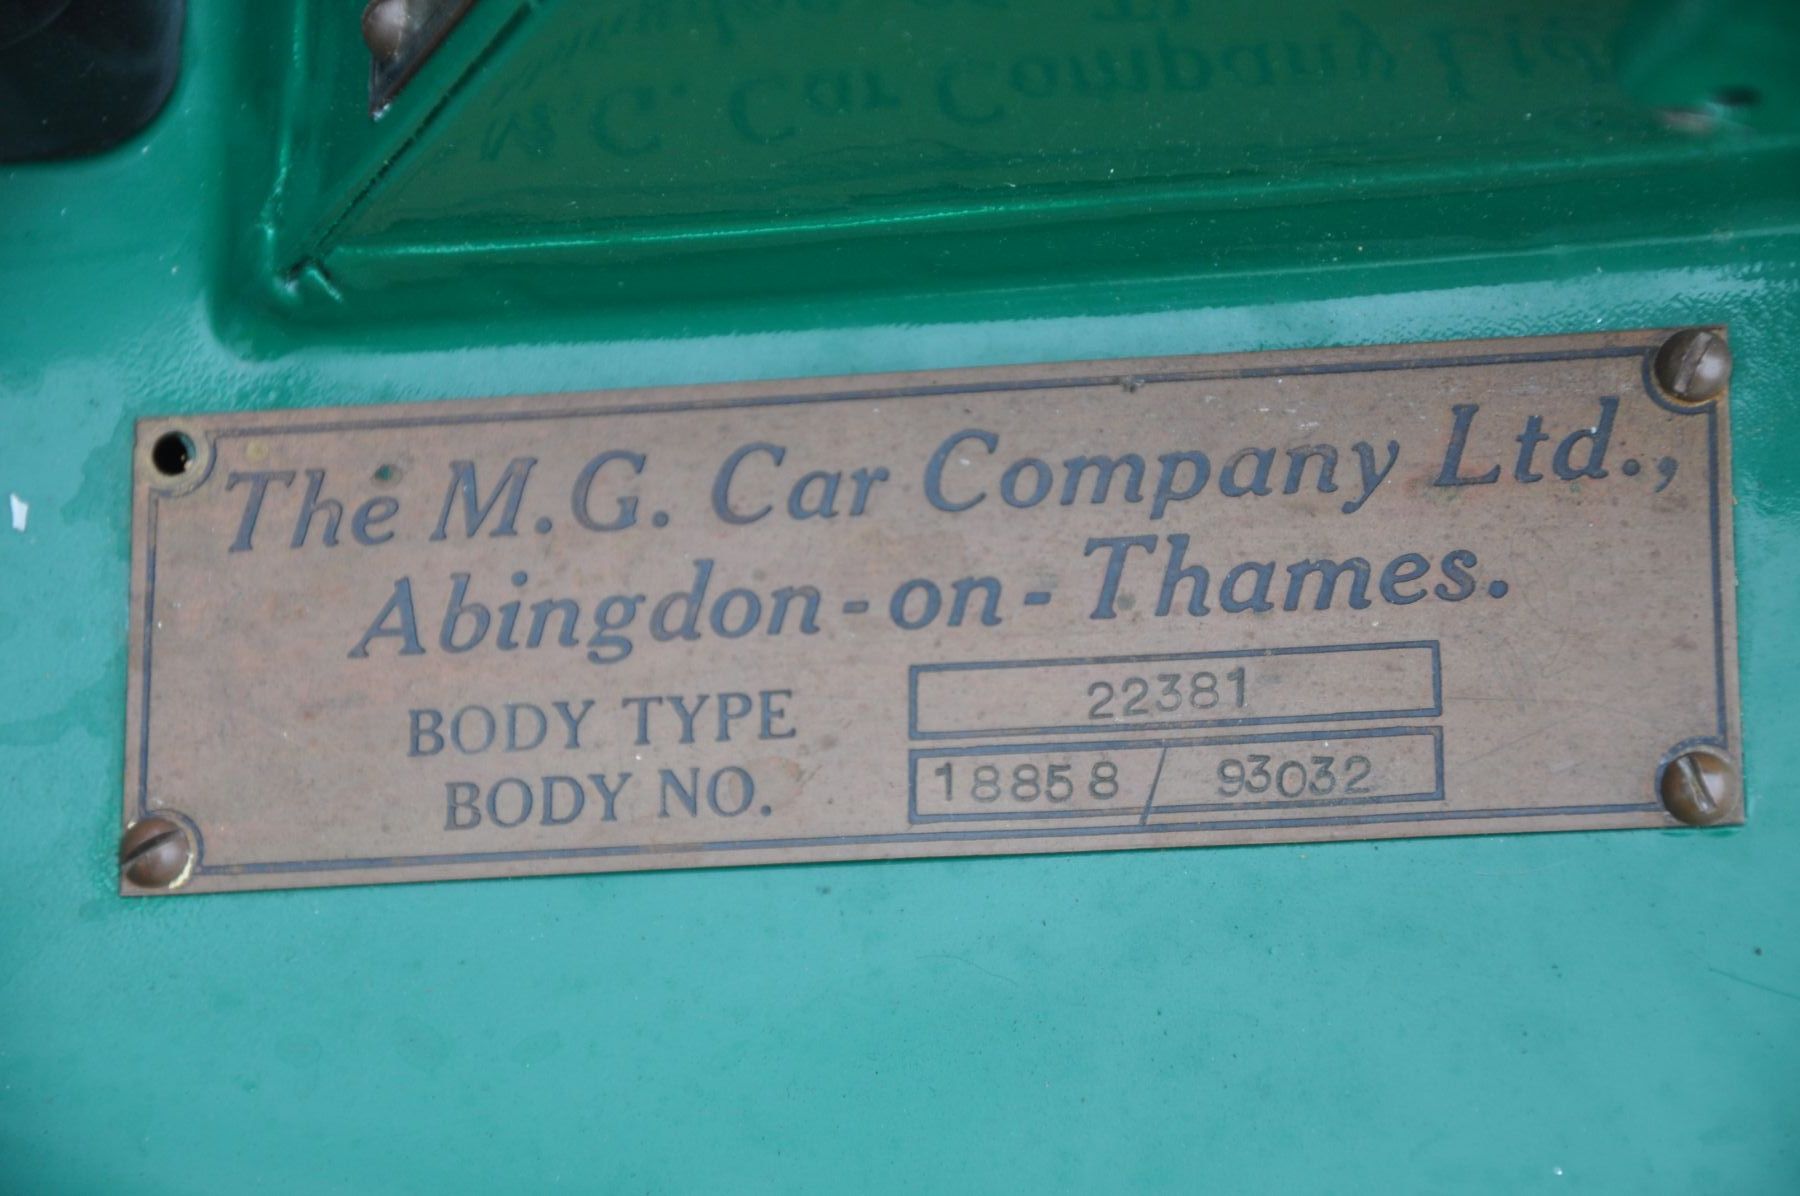 The M.G. Car Company Ltd.,
Abingdon-on-Thames.
BODY TYPE 22381
BODY NO. 18858/93032